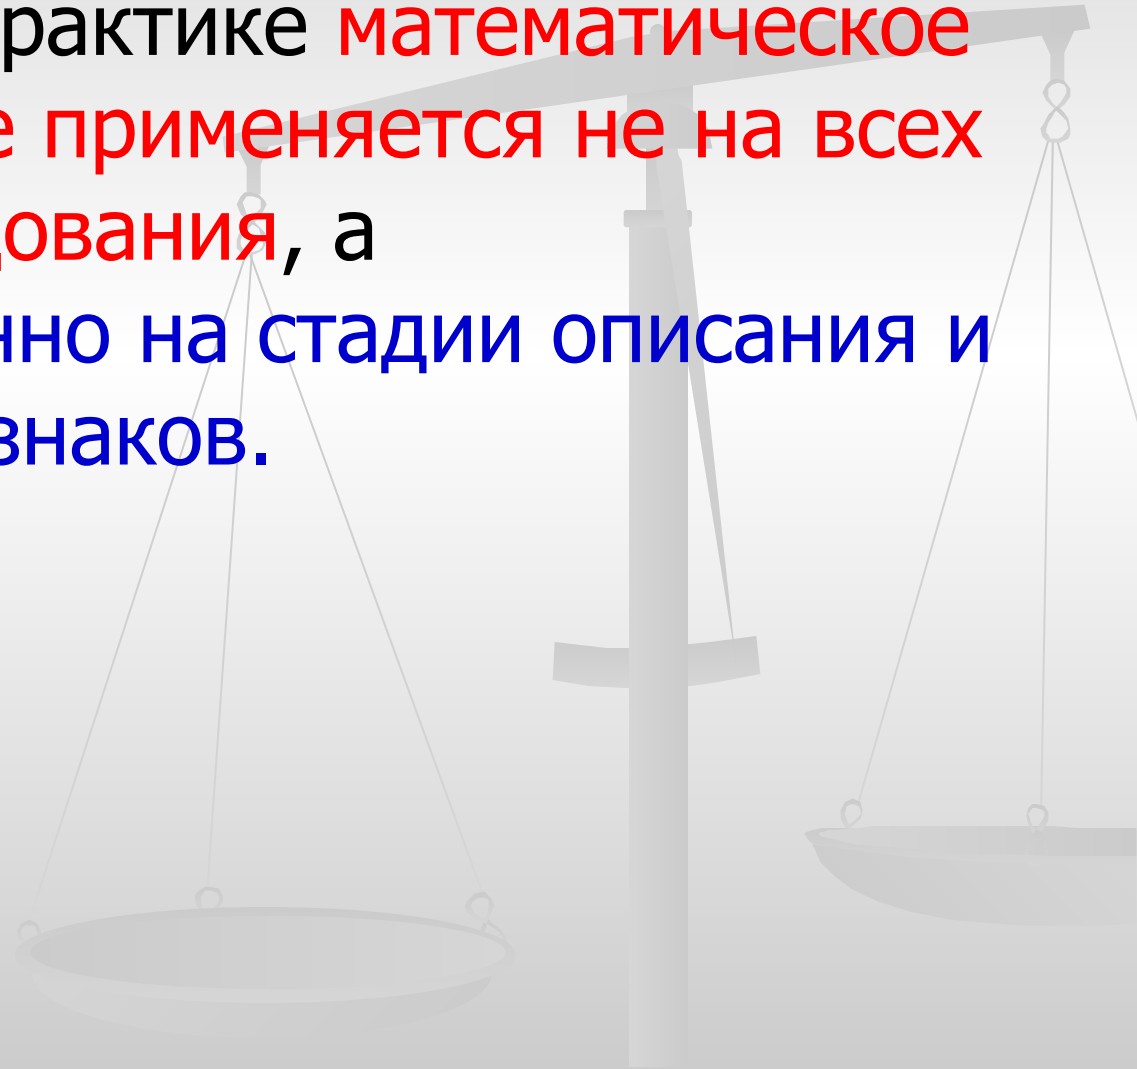 рактике математическое
е применяется не на всех
дования, а
нно на стадии описания и
знаков.